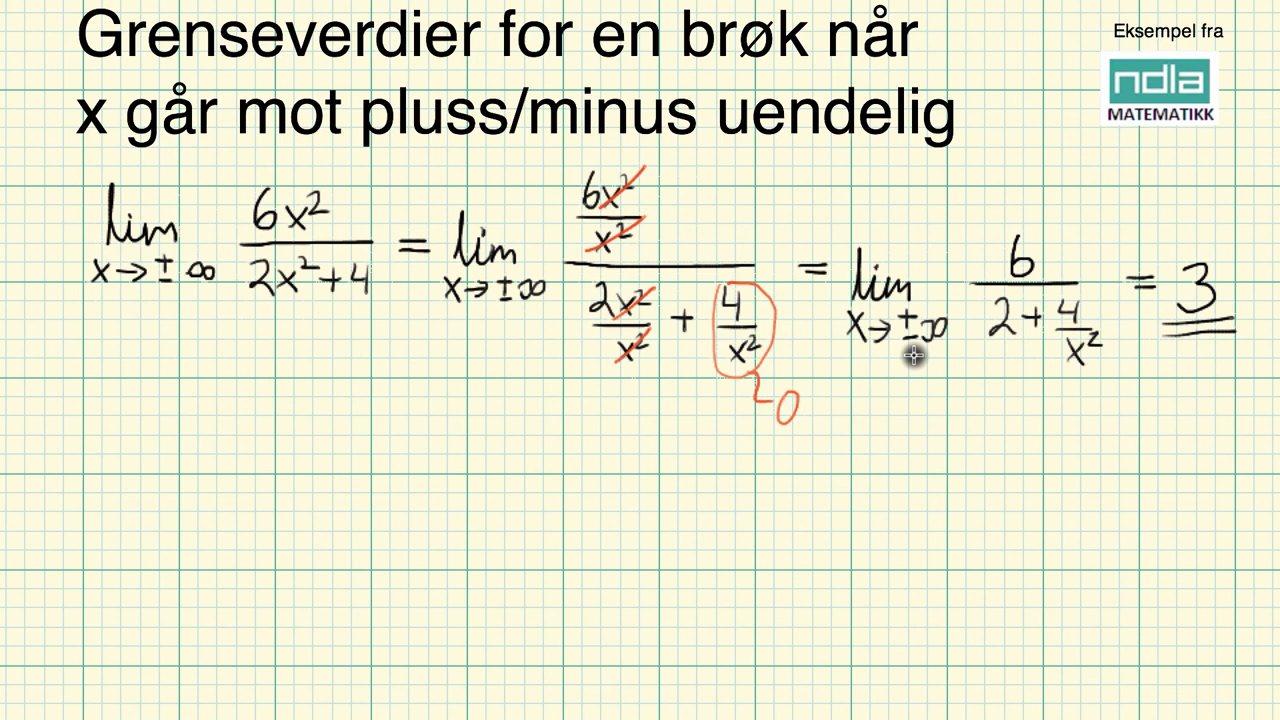 Grenseverdier for en brøk når
x går mot pluss/minus uendelig
Eksempel fra
ndla
MATEMATIKK
lim x→±∞ 6x²/(2x²+4) = lim x→±∞ (6x²/x²)/(2x²/x² + 4/x²) = lim x→±∞ 6/(2+4/x²) = 3
0